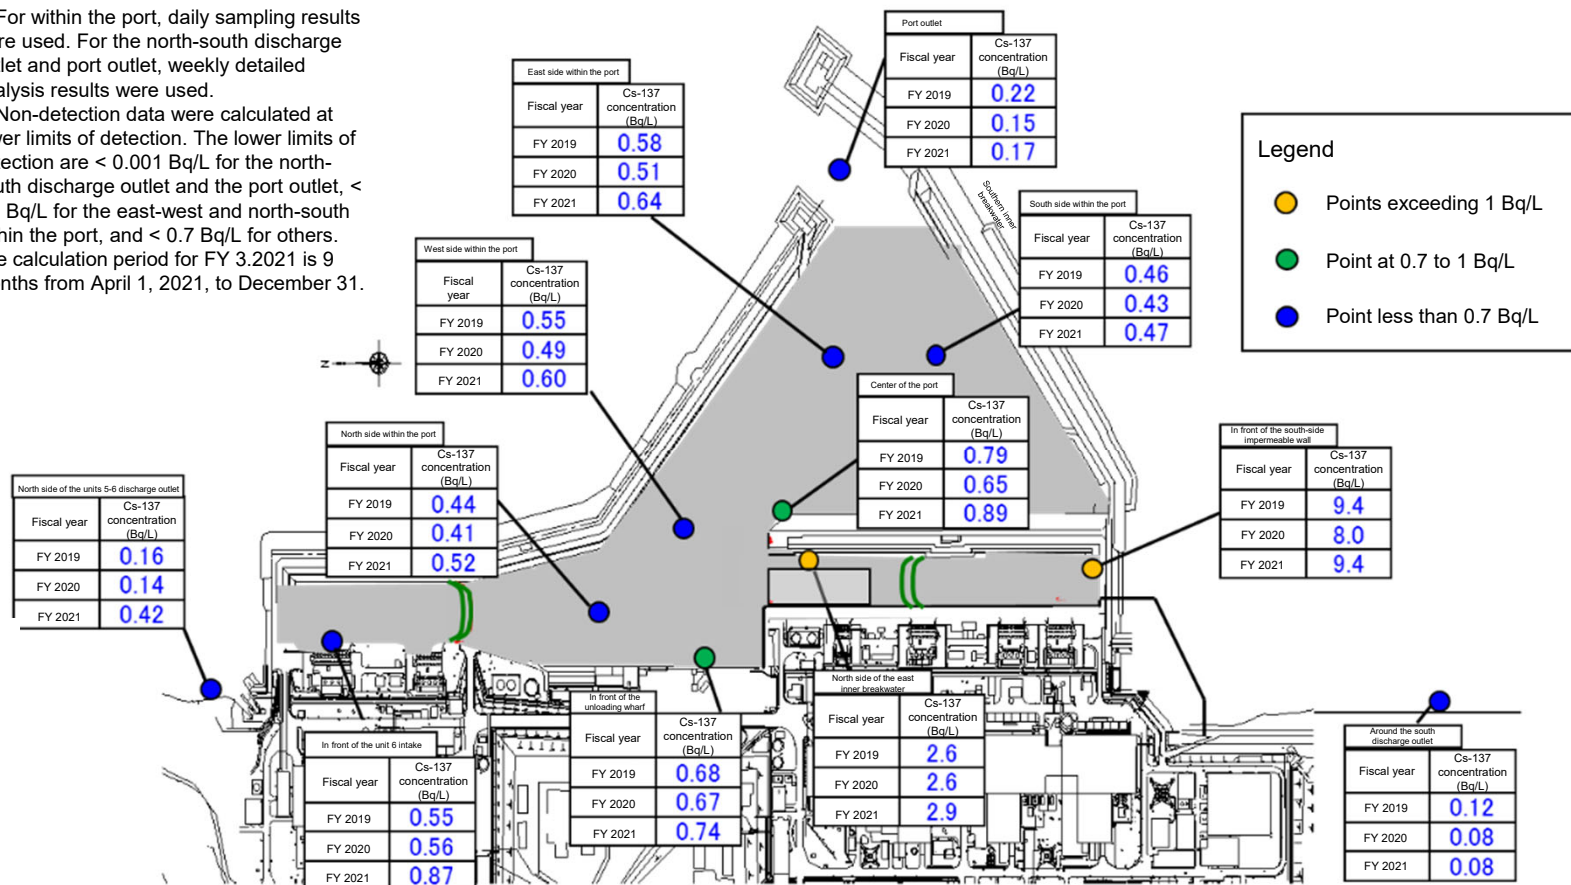 For within the port, daily sampling results
re used. For the north-south discharge
let and port outlet, weekly detailed
alysis results were used.
Non-detection data were calculated at
wer limits of detection. The lower limits of
ection are < 0.001 Bq/L for the north-
uth discharge outlet and the port outlet, <
Bq/L for the east-west and north-south
hin the port, and < 0.7 Bq/L for others.
e calculation period for FY 3.2021 is 9
nths from April 1, 2021, to December 31.
Port outlet
Fiscal year
Cs-137
concentration
(Bq/L)
FY 2019 0.22
FY 2020 0.15
FY 2021 0.17
East side within the port
Fiscal year
Cs-137
concentration
(Bq/L)
FY 2019 0.58
FY 2020 0.51
FY 2021 0.64
Legend
Points exceeding 1 Bq/L
Point at 0.7 to 1 Bq/L
Point less than 0.7 Bq/L
Southern inner
breakwater
South side within the port
Fiscal year
Cs-137
concentration
(Bq/L)
FY 2019 0.46
FY 2020 0.43
FY 2021 0.47
West side within the port
Fiscal
year
Cs-137
concentration
(Bq/L)
FY 2019 0.55
FY 2020 0.49
FY 2021 0.60
Z
Center of the port
Fiscal year
Cs-137
concentration
(Bq/L)
FY 2019 0.79
FY 2020 0.65
FY 2021 0.89
North side within the port
Fiscal year
Cs-137
concentration
(Bq/L)
FY 2019 0.44
FY 2020 0.41
FY 2021 0.52
In front of the south-side
impermeable wall
Fiscal year
Cs-137
concentration
(Bq/L)
FY 2019 9.4
FY 2020 8.0
FY 2021 9.4
North side of the units 5-6 discharge outlet
Fiscal year
Cs-137
concentration
(Bq/L)
FY 2019 0.16
FY 2020 0.14
FY 2021 0.42
North side of the east
inner breakwater
Fiscal year
Cs-137
concentration
(Bq/L)
FY 2019 2.6
FY 2020 2.6
FY 2021 2.9
In front of the
unloading wharf
Fiscal year
Cs-137
concentration
(Bq/L)
FY 2019 0.68
FY 2020 0.67
FY 2021 0.74
In front of the unit 6 intake
Fiscal year
Cs-137
concentration
(Bq/L)
FY 2019 0.55
FY 2020 0.56
FY 2021 0.87
Around the south
discharge outlet
Fiscal year
Cs-137
concentration
(Bq/L)
FY 2019 0.12
FY 2020 0.08
FY 2021 0.08